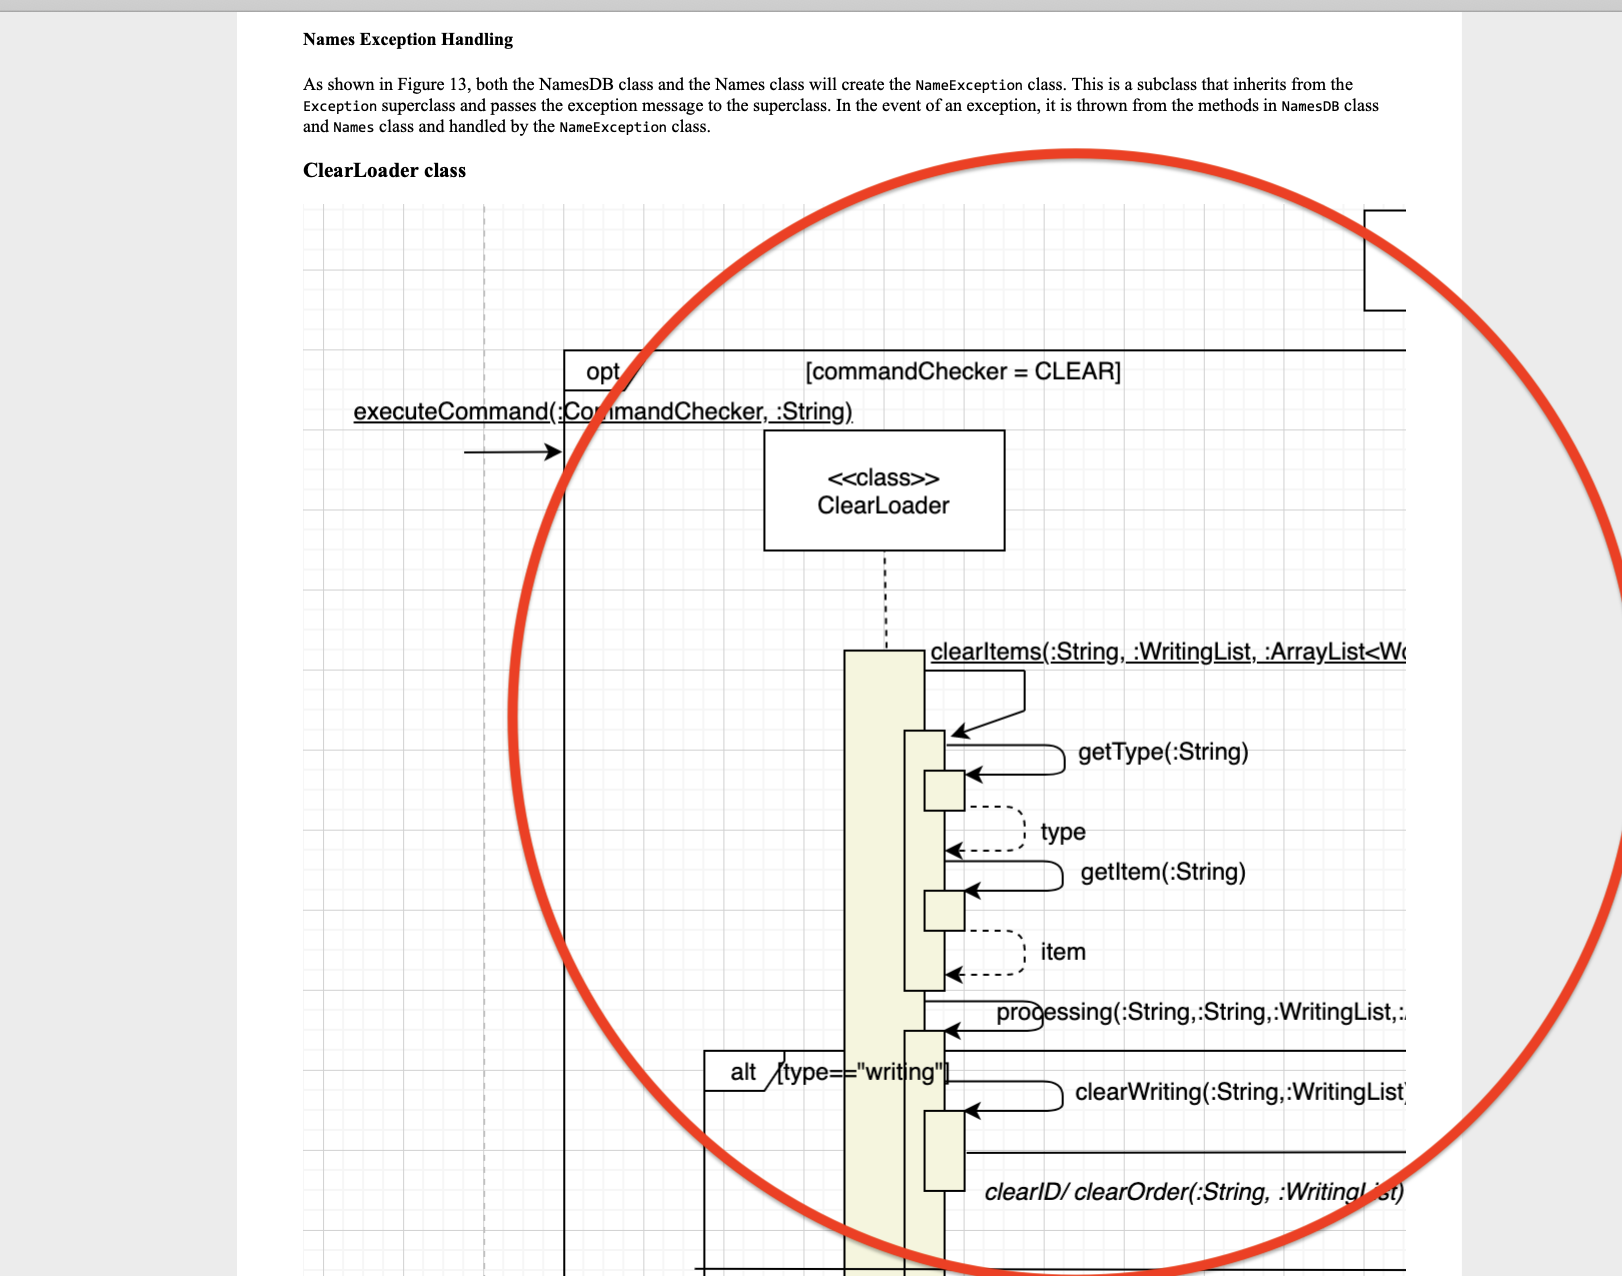 Names Exception Handling
As shown in Figure 13, both the NamesDB class and the Names class will create the NameException class. This is a subclass that inherits from the
Exception superclass and passes the exception message to the superclass. In the event of an exception, it is thrown from the methods in NamesDB class
and Names class and handled by the NameException class.
ClearLoader class
opt
[commandChecker = CLEAR]
executeCommand(:CommandChecker, :String)
<<class>>
ClearLoader
clearItems(:String, :WritingList, :ArrayList<Wo
getType(:String)
type
getItem(:String)
item
processing(:String,:String,:WritingList,:
alt
[type=="writing"]
clearWriting(:String,:WritingList)
clearID/ clearOrder(:String, :WritingList)